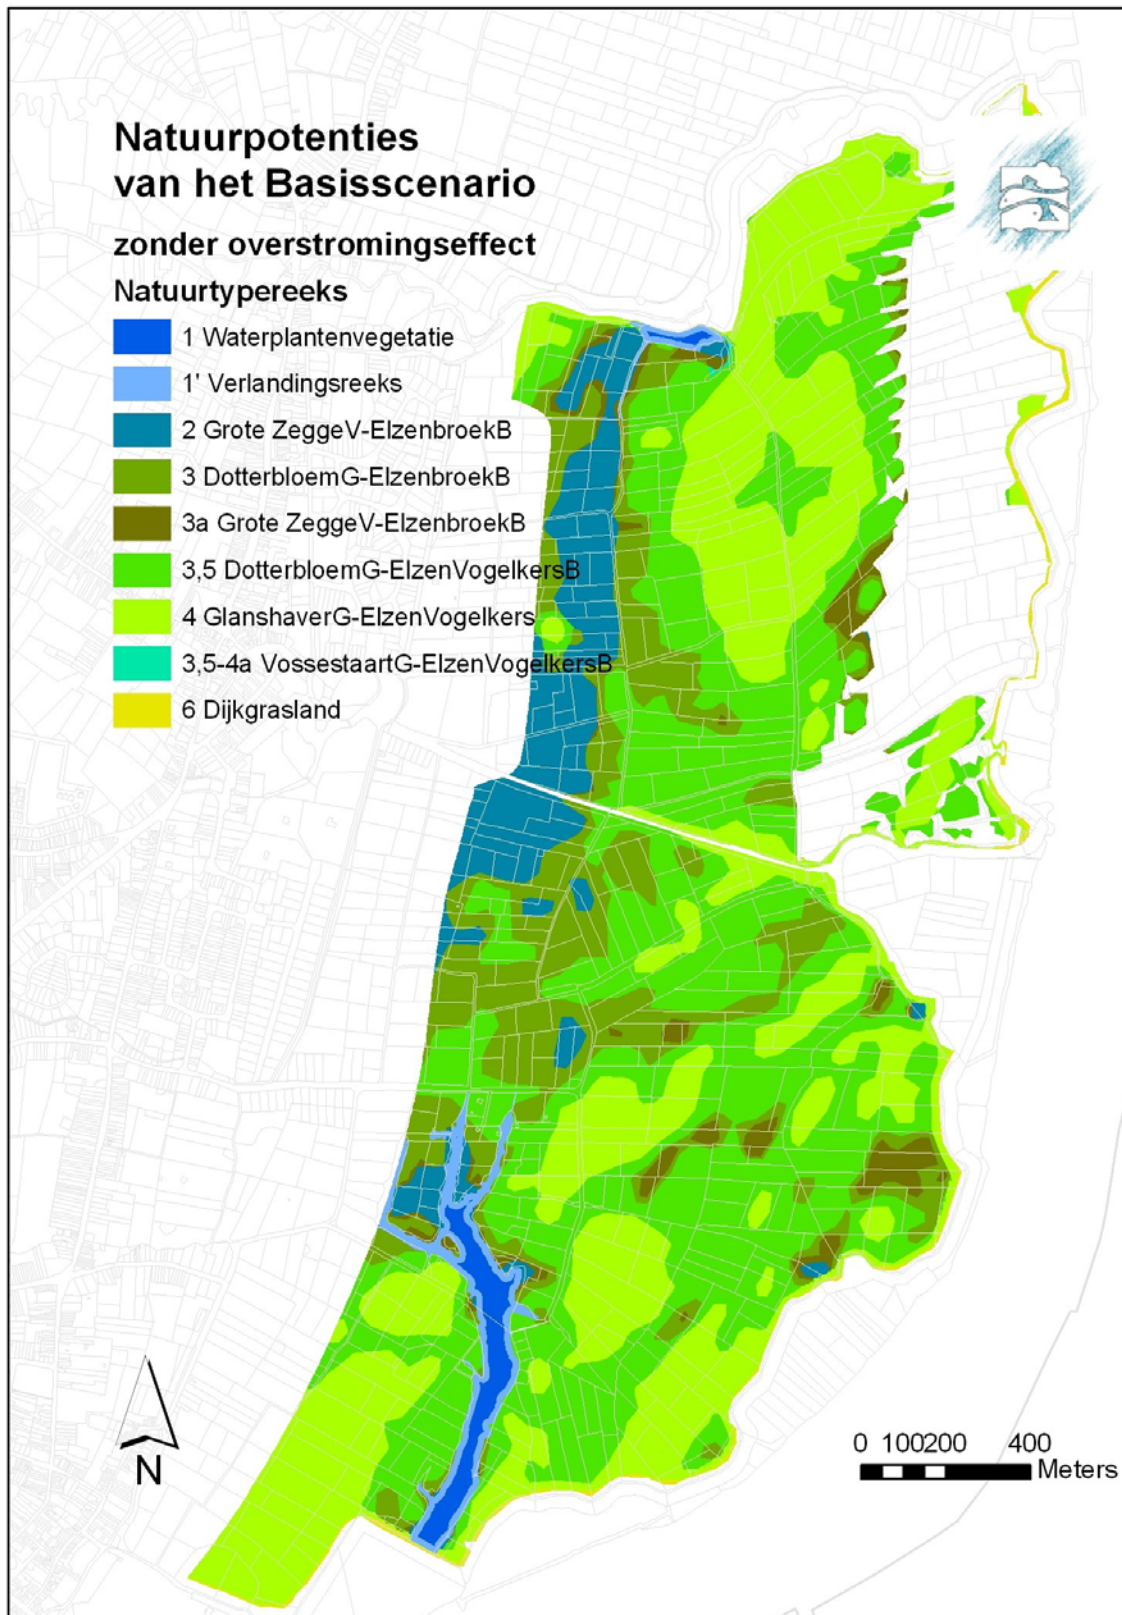 Natuurpotenties
van het Basisscenario
zonder overstromingseffect
Natuurtypereeks
1 Waterplantenvegetatie
1' Verlandingsreeks
2 Grote ZeggeV-ElzenbroekB
3 DotterbloemG-ElzenbroekB
3a Grote ZeggeV-ElzenbroekB
3,5 DotterbloemG-ElzenVogelkersB
4 GlanshaverG-ElzenVogelkers
3,5-4a VossestaartG-ElzenVogelkersB
6 Dijkgrasland
N
0 100200 400
Meters